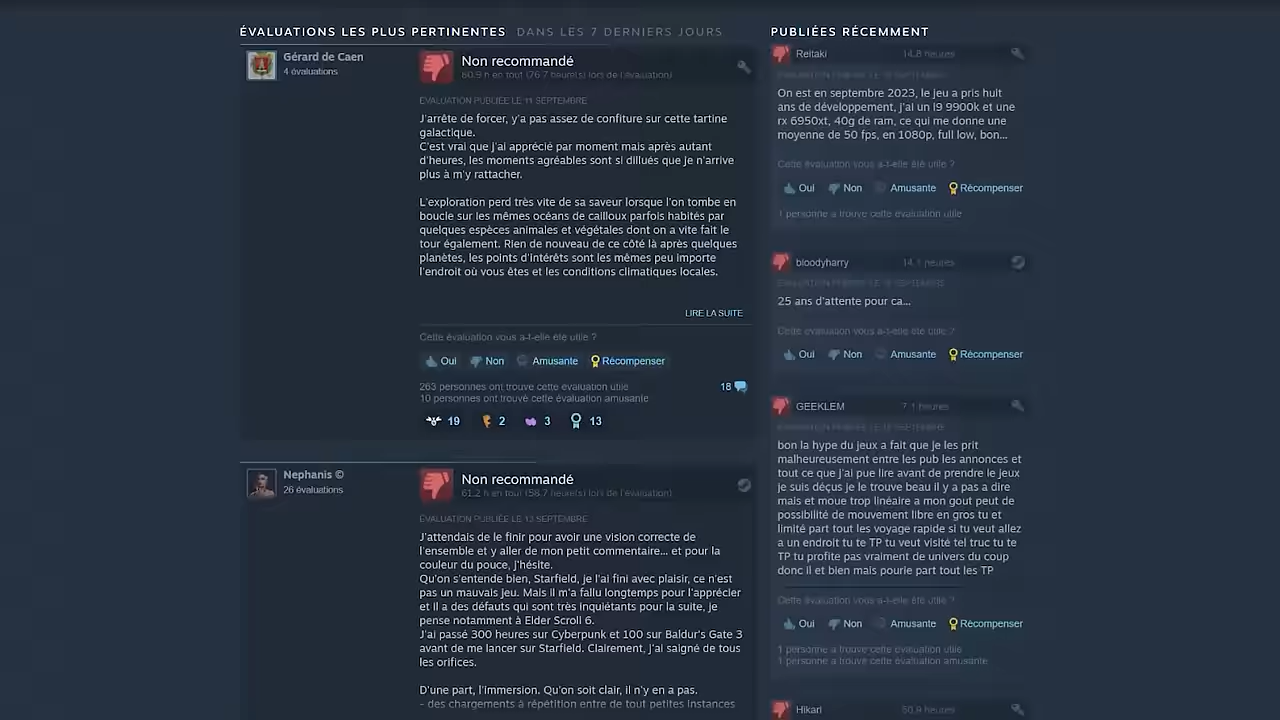 ÉVALUATIONS LES PLUS PERTINENTES DANS LES 7 DERNIERS JOURS
Gérard de Caen
4 évaluations
Non recommandé
80.9 h en tout (76.7 heure(s) lors de l'évaluation)
ÉVALUATION PUBLIÉE LE 11 SEPTEMBRE
J'arrête de forcer, y'a pas assez de confiture sur cette tartine
galactique.
C'est vrai que j'ai apprécié par moment mais après autant
d'heures, les moments agréables sont si dillués que je n'arrive
plus à m'y rattacher.
L'exploration perd très vite de sa saveur lorsque l'on tombe en
boucle sur les mêmes océans de cailloux parfois habités par
quelques espèces animales et végétales dont on a vite fait le
tour également. Rien de nouveau de ce côté là après quelques
planètes, les points d'intérêts sont les mêmes peu importe
l'endroit où vous êtes et les conditions climatiques locales.
LIRE LA SUITE
Cette évaluation vous a-t-elle été utile ?
Oui Non Amusante Récompenser
263 personnes ont trouvé cette évaluation utile
10 personnes ont trouvé cette évaluation amusante
18
19 2 3 13
Nephanis ©
26 évaluations
Non recommandé
61.2 h en tout (58.7 heure(s) lors de l'évaluation)
ÉVALUATION PUBLIÉE LE 13 SEPTEMBRE
J'attendais de le finir pour avoir une vision correcte de
l'ensemble et y aller de mon petit commentaire... et pour la
couleur du pouce, j'hésite.
Qu'on s'entende bien, Starfield, je l'ai fini avec plaisir, ce n'est
pas un mauvais jeu. Mais il m'a fallu longtemps pour l'apprécier
et il a des défauts qui sont très inquiétants pour la suite, je
pense notamment à Elder Scroll 6.
J'ai passé 300 heures sur Cyberpunk et 100 sur Baldur's Gate 3
avant de me lancer sur Starfield. Clairement, j'ai saigné de tous
les orifices.
D'une part, l'immersion. Qu'on soit clair, il n'y en a pas.
- des chargements à répétition entre de tout petites instances
PUBLIÉES RÉCEMMENT
Reitaki 14.8 heures
On est en septembre 2023, le jeu a pris huit
ans de développement, j'ai un i9 9900k et une
rx 6950xt, 40g de ram, ce qui me donne une
moyenne de 50 fps, en 1080p, full low, bon...
Cette évaluation vous a-t-elle été utile ?
Oui Non Amusante Récompenser
1 personne a trouvé cette évaluation utile
bloodyharry 14.1 heures
25 ans d'attente pour ca...
Cette évaluation vous a-t-elle été utile ?
Oui Non Amusante Récompenser
GEEKLEM 7.1 heures
bon la hype du jeux a fait que je les prit
malheureusement entre les pub les annonces et
tout ce que j'ai pue lire avant de prendre le jeux
je suis déçus je le trouve beau il y a pas a dire
mais et moue trop linéaire a mon gout peut de
possibilité de mouvement libre en gros tu et
limité part tout les voyage rapide si tu veut allez
a un endroit tu te TP tu veut visité tel truc tu te
TP tu profite pas vraiment de univers du coup
donc il et bien mais pourie part tout les TP
Cette évaluation vous a-t-elle été utile ?
Oui Non Amusante Récompenser
1 personne a trouvé cette évaluation utile
1 personne a trouvé cette évaluation amusante
Hikari 50.9 heures